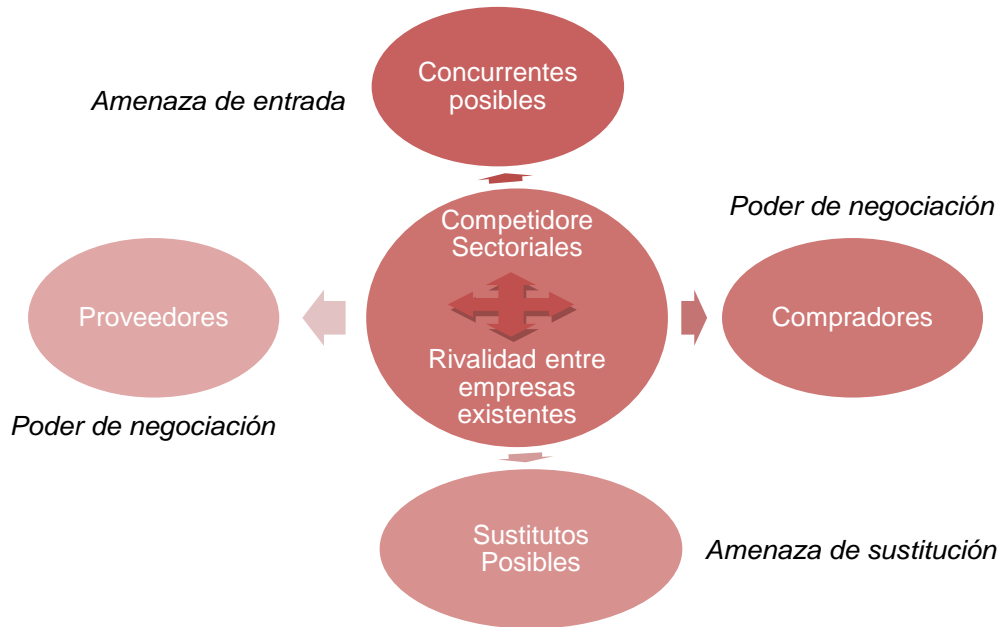 Concurrentes
posibles
Amenaza de entrada
Competidore
Sectoriales
Poder de negociación
Proveedores
Compradores
Rivalidad entre
empresas
existentes
Poder de negociación
Sustitutos
Posibles
Amenaza de sustitución